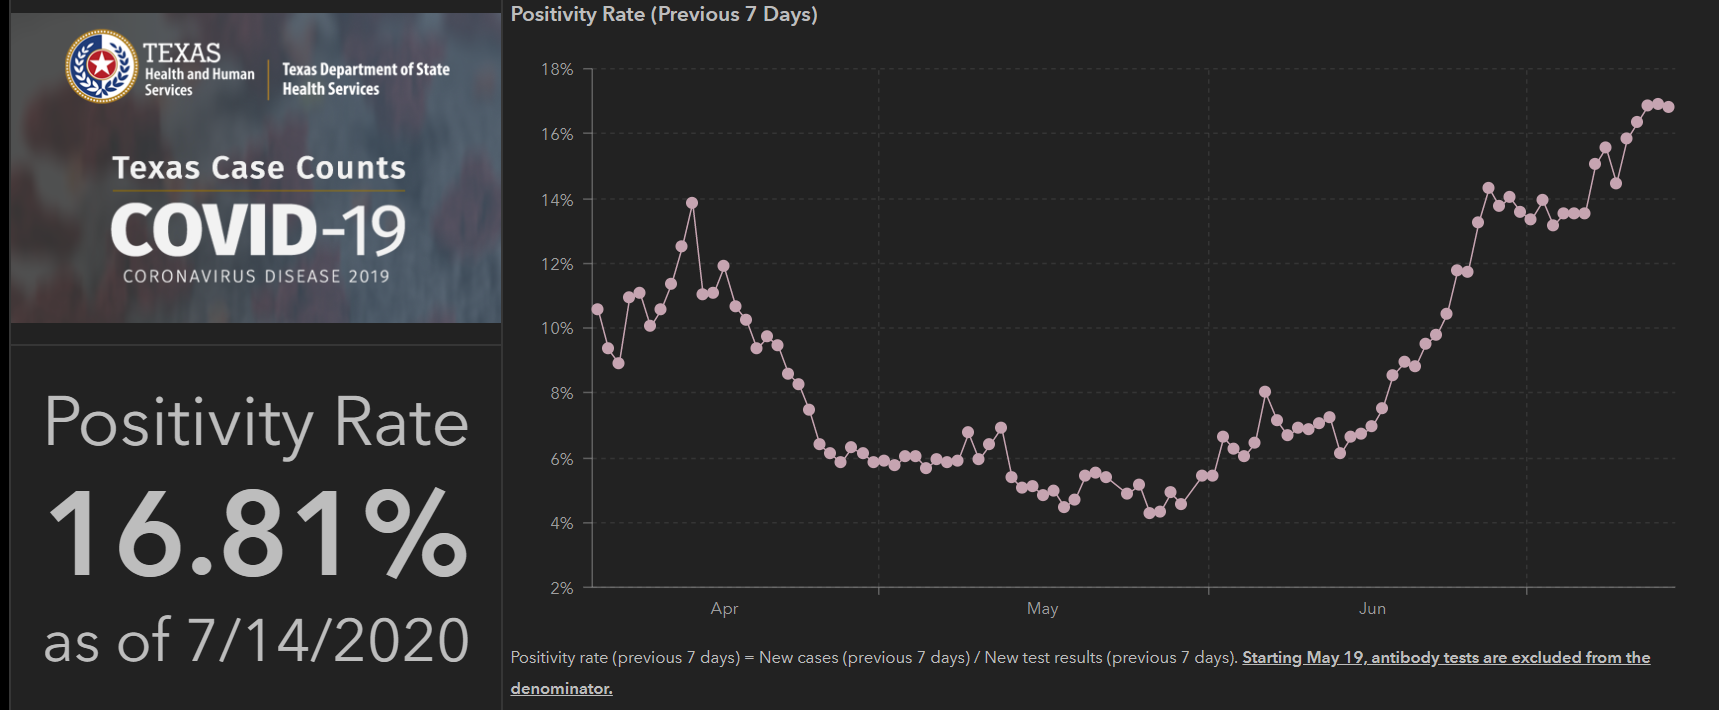 TEXAS
Health and Human
Services
Texas Department of State
Health Services
Texas Case Counts
COVID-19
CORONAVIRUS DISEASE 2019
Positivity Rate
16.81%
as of 7/14/2020
Positivity Rate (Previous 7 Days)
18%
16%
14%
12%
10%
8%
6%
4%
2%
Apr May Jun
Positivity rate (previous 7 days) = New cases (previous 7 days) / New test results (previous 7 days). Starting May 19, antibody tests are excluded from the
denominator.